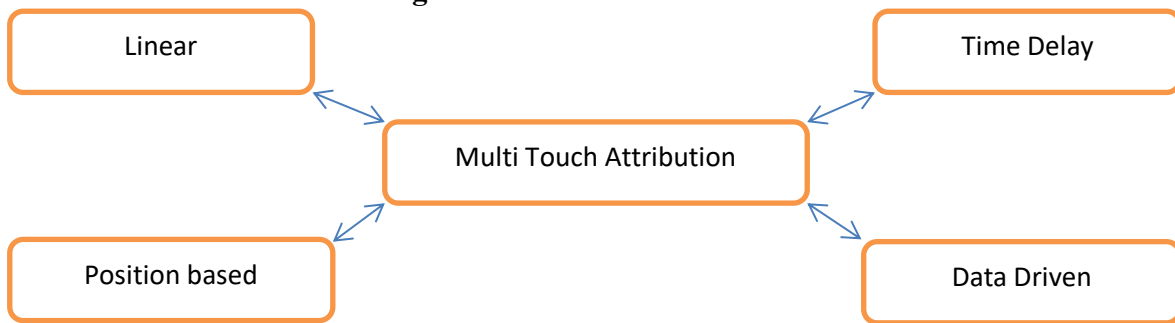 Linear
Time Delay
Multi Touch Attribution
Position based
Data Driven